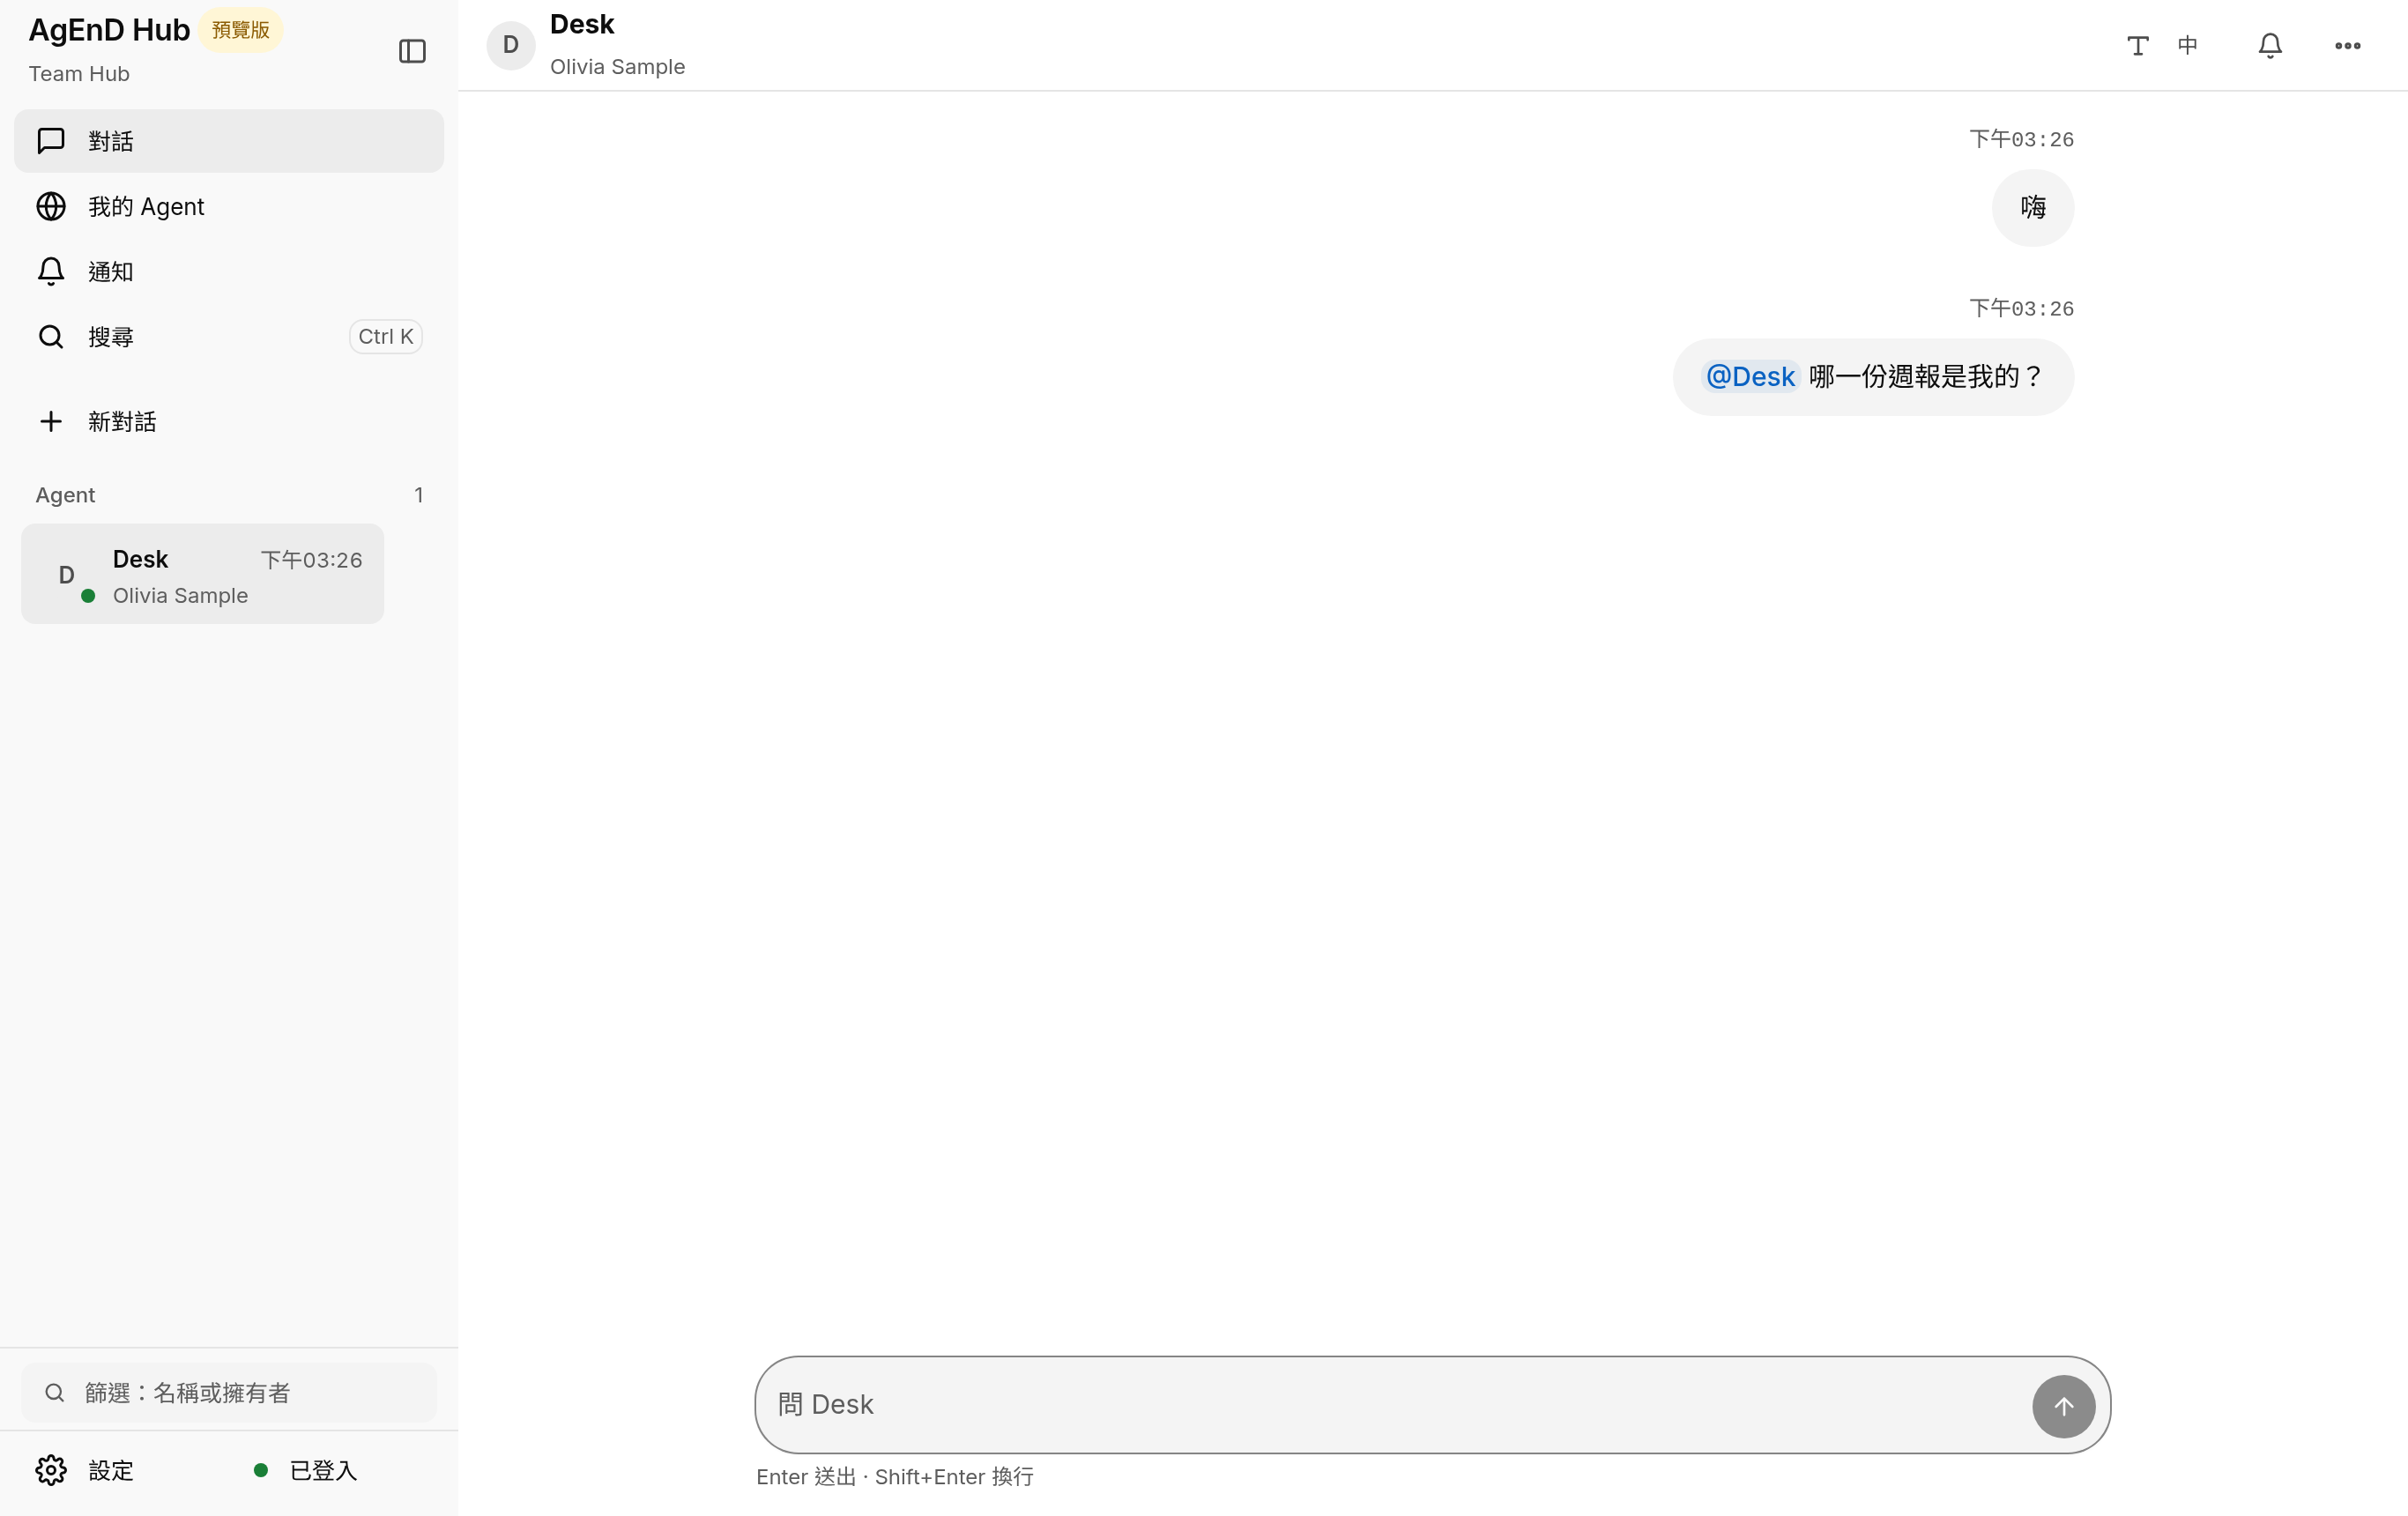 AgEnD Hub 預覽版
Team Hub
對話
我的 Agent
通知
搜尋 Ctrl K
新對話
Agent 1
D Desk 下午03:26
Olivia Sample
篩選：名稱或擁有者
設定 已登入
D Desk
Olivia Sample
中
下午03:26
嗨
下午03:26
@Desk 哪一份週報是我的？
問 Desk
Enter 送出 · Shift+Enter 換行